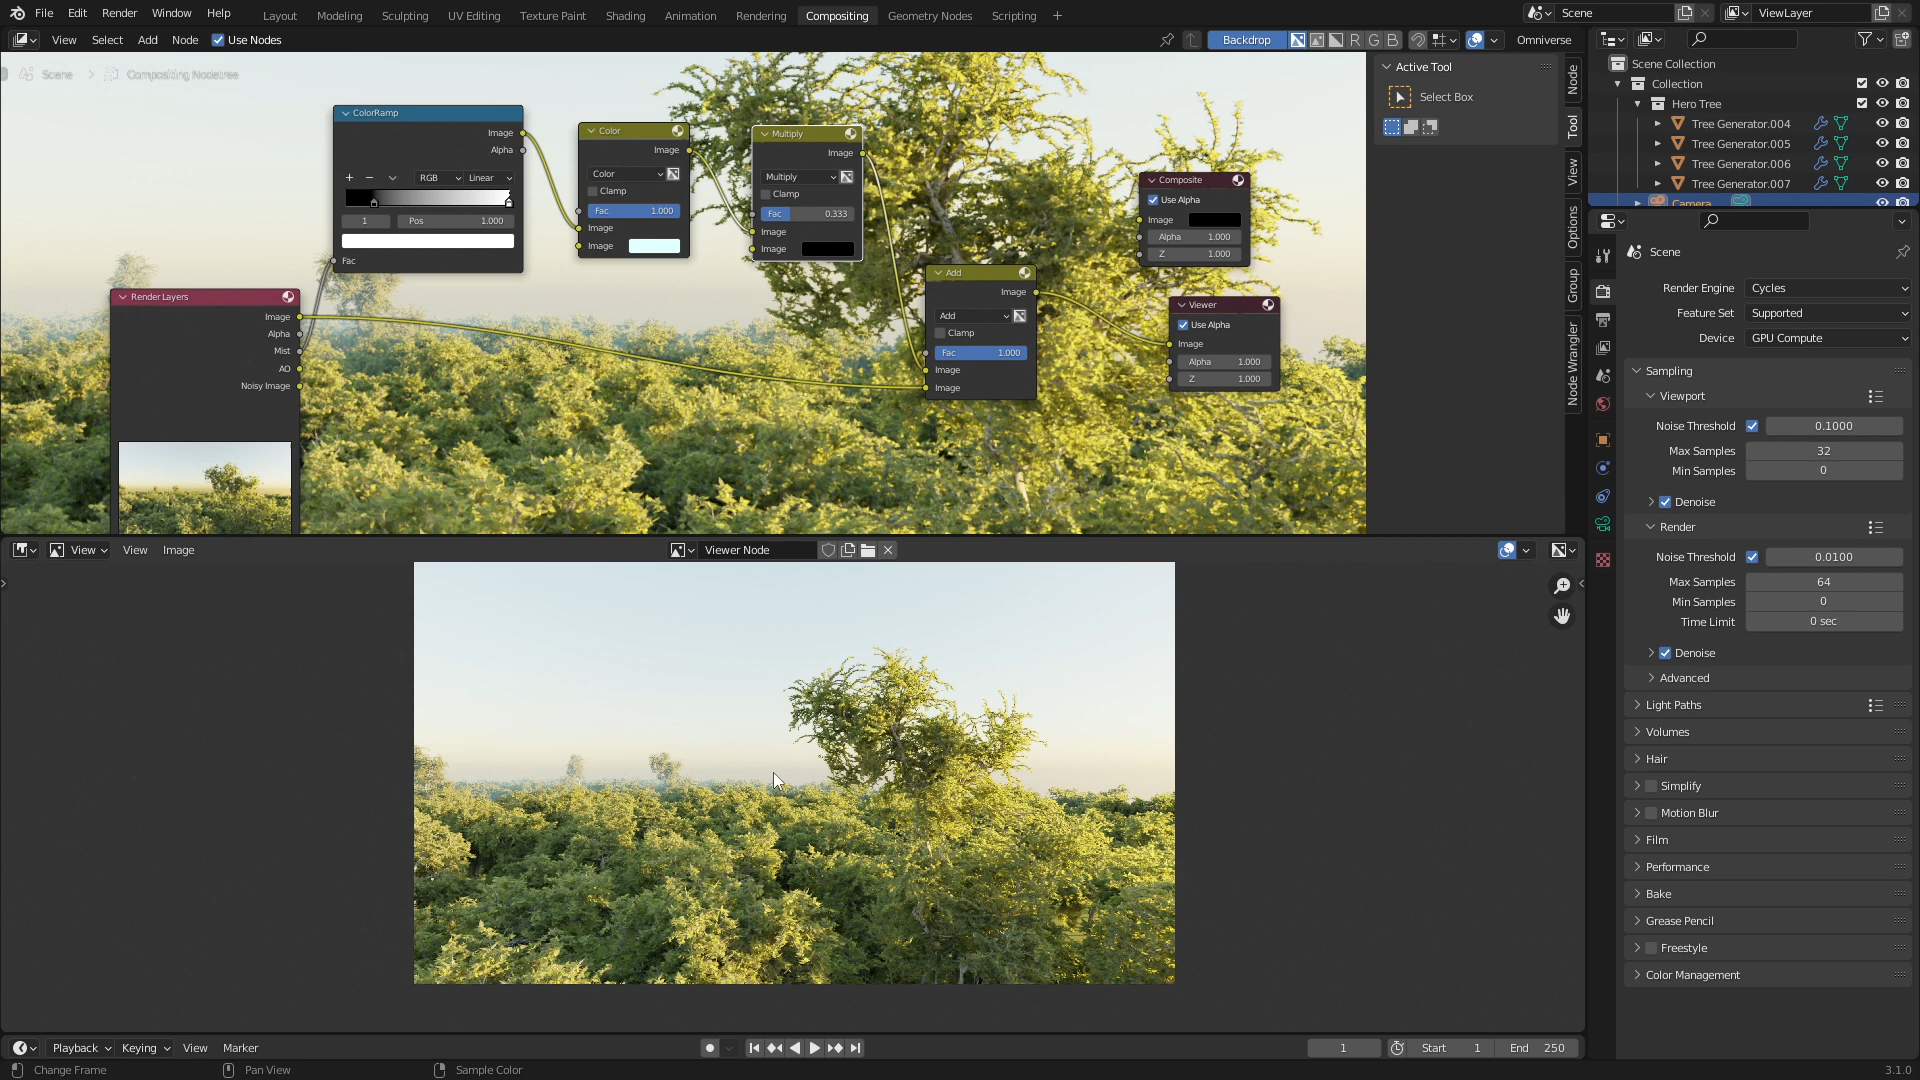 File Edit Render Window Help
Layout Modeling Sculpting UV Editing Texture Paint Shading Animation Rendering Compositing Geometry Nodes Scripting +
Scene
ViewLayer
View Select Add Node Use Nodes
Backdrop
R G B
Omniverse
Scene > Compositing Nodetree
Active Tool
Select Box
Node
Tool
View
Options
Group
Node Wrangler
ColorRamp
Image
Alpha
RGB Linear
1 Pos 1.000
Fac
Color
Image
Color
Clamp
Fac 1.000
Image
Image
Multiply
Image
Multiply
Clamp
Fac 0.333
Image
Image
Composite
Use Alpha
Image
Alpha 1.000
Z 1.000
Add
Image
Add
Clamp
Fac 1.000
Image
Image
Viewer
Use Alpha
Image
Alpha 1.000
Z 1.000
Render Layers
Image
Alpha
Mist
AO
Noisy Image
Scene Collection
Collection
Hero Tree
Tree Generator.004
Tree Generator.005
Tree Generator.006
Tree Generator.007
Camera
Scene
Render Engine Cycles
Feature Set Supported
Device GPU Compute
Sampling
Viewport
Noise Threshold 0.1000
Max Samples 32
Min Samples 0
Denoise
Render
Noise Threshold 0.0100
Max Samples 64
Min Samples 0
Time Limit 0 sec
Denoise
Advanced
Light Paths
Volumes
Hair
Simplify
Motion Blur
Film
Performance
Bake
Grease Pencil
Freestyle
Color Management
View View Image
Viewer Node
Playback Keying View Marker
1 Start 1 End 250
Change Frame Pan View Sample Color
3.1.0